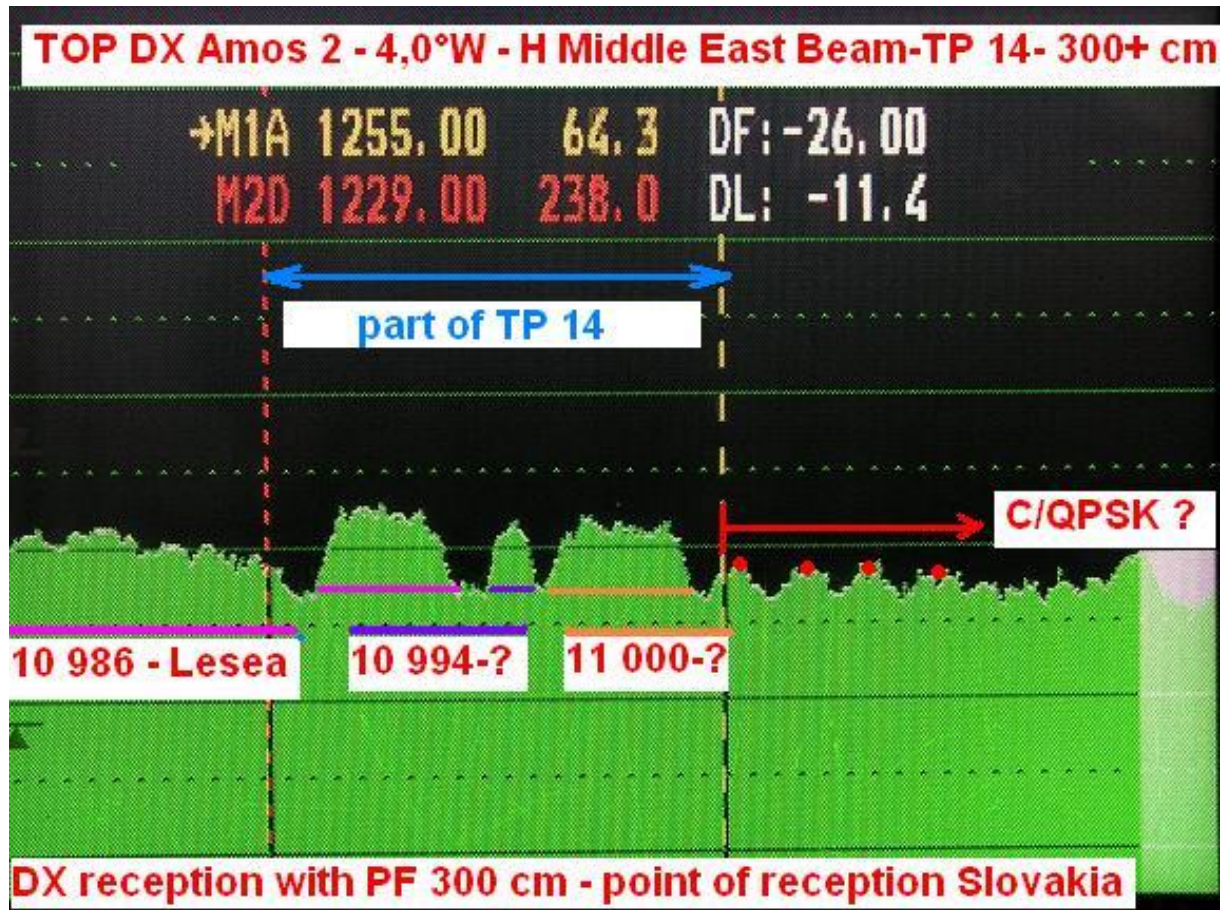 TOP DX Amos 2 - 4,0°W - H Middle East Beam-TP 14- 300+ cm
→M1A 1255.00 64.3 DF:-26.00
M2D 1229.00 238.0 DL: -11.4
part of TP 14
C/QPSK ?
10 986 - Lesea 10 994-? 11 000-?
DX reception with PF 300 cm - point of reception Slovakia